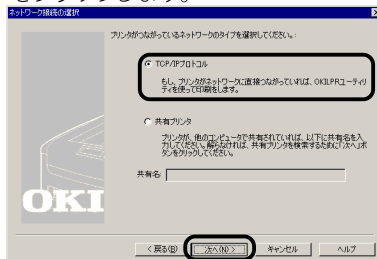 をクリックします。
ネットワーク接続の選択
プリンタがつながっているネットワークのタイプを選択してください。:
TCP/IPプロトコル
もし、プリンタがネットワークに直接つながっていれば、OKILPRユーティリ
ティを使って印刷をします。
共有プリンタ
プリンタが、他のコンピュータで共有されていれば、以下に共有名を入
力してください。解らなければ、共有プリンタを検索するために「次へ」ボ
タンをクリックしてください。
共有名:
OKI
< 戻る(B)
次へ(N) >
キャンセル
ヘルプ